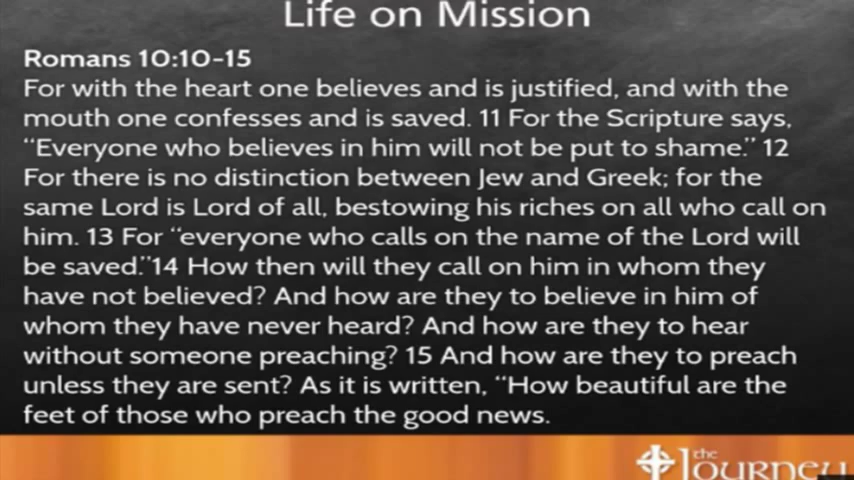 Life on Mission
Romans 10:10-15
For with the heart one believes and is justified, and with the
mouth one confesses and is saved. 11 For the Scripture says,
“Everyone who believes in him will not be put to shame.” 12
For there is no distinction between Jew and Greek; for the
same Lord is Lord of all, bestowing his riches on all who call on
him. 13 For “everyone who calls on the name of the Lord will
be saved.”14 How then will they call on him in whom they
have not believed? And how are they to believe in him of
whom they have never heard? And how are they to hear
without someone preaching? 15 And how are they to preach
unless they are sent? As it is written, “How beautiful are the
feet of those who preach the good news.
the
Journey